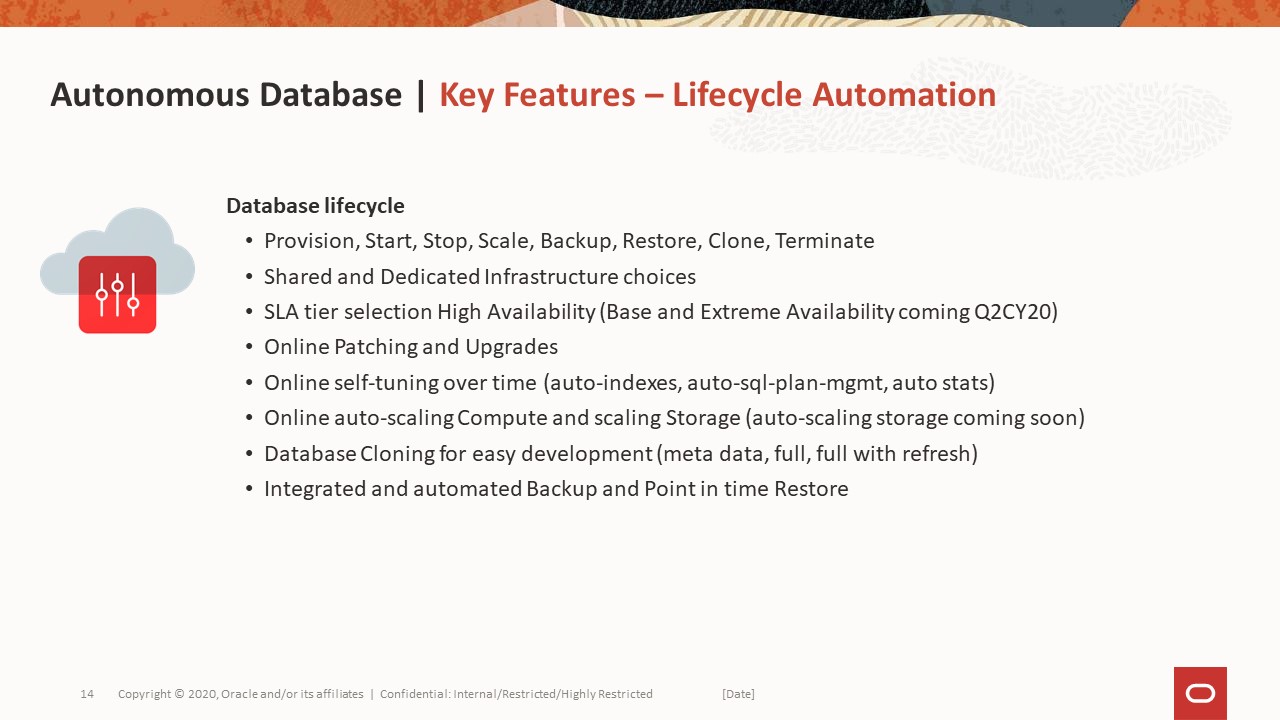 Autonomous Database | Key Features – Lifecycle Automation
Database lifecycle
• Provision, Start, Stop, Scale, Backup, Restore, Clone, Terminate
• Shared and Dedicated Infrastructure choices
• SLA tier selection High Availability (Base and Extreme Availability coming Q2CY20)
• Online Patching and Upgrades
• Online self-tuning over time (auto-indexes, auto-sql-plan-mgmt, auto stats)
• Online auto-scaling Compute and scaling Storage (auto-scaling storage coming soon)
• Database Cloning for easy development (meta data, full, full with refresh)
• Integrated and automated Backup and Point in time Restore
14 Copyright © 2020, Oracle and/or its affiliates | Confidential: Internal/Restricted/Highly Restricted [Date]